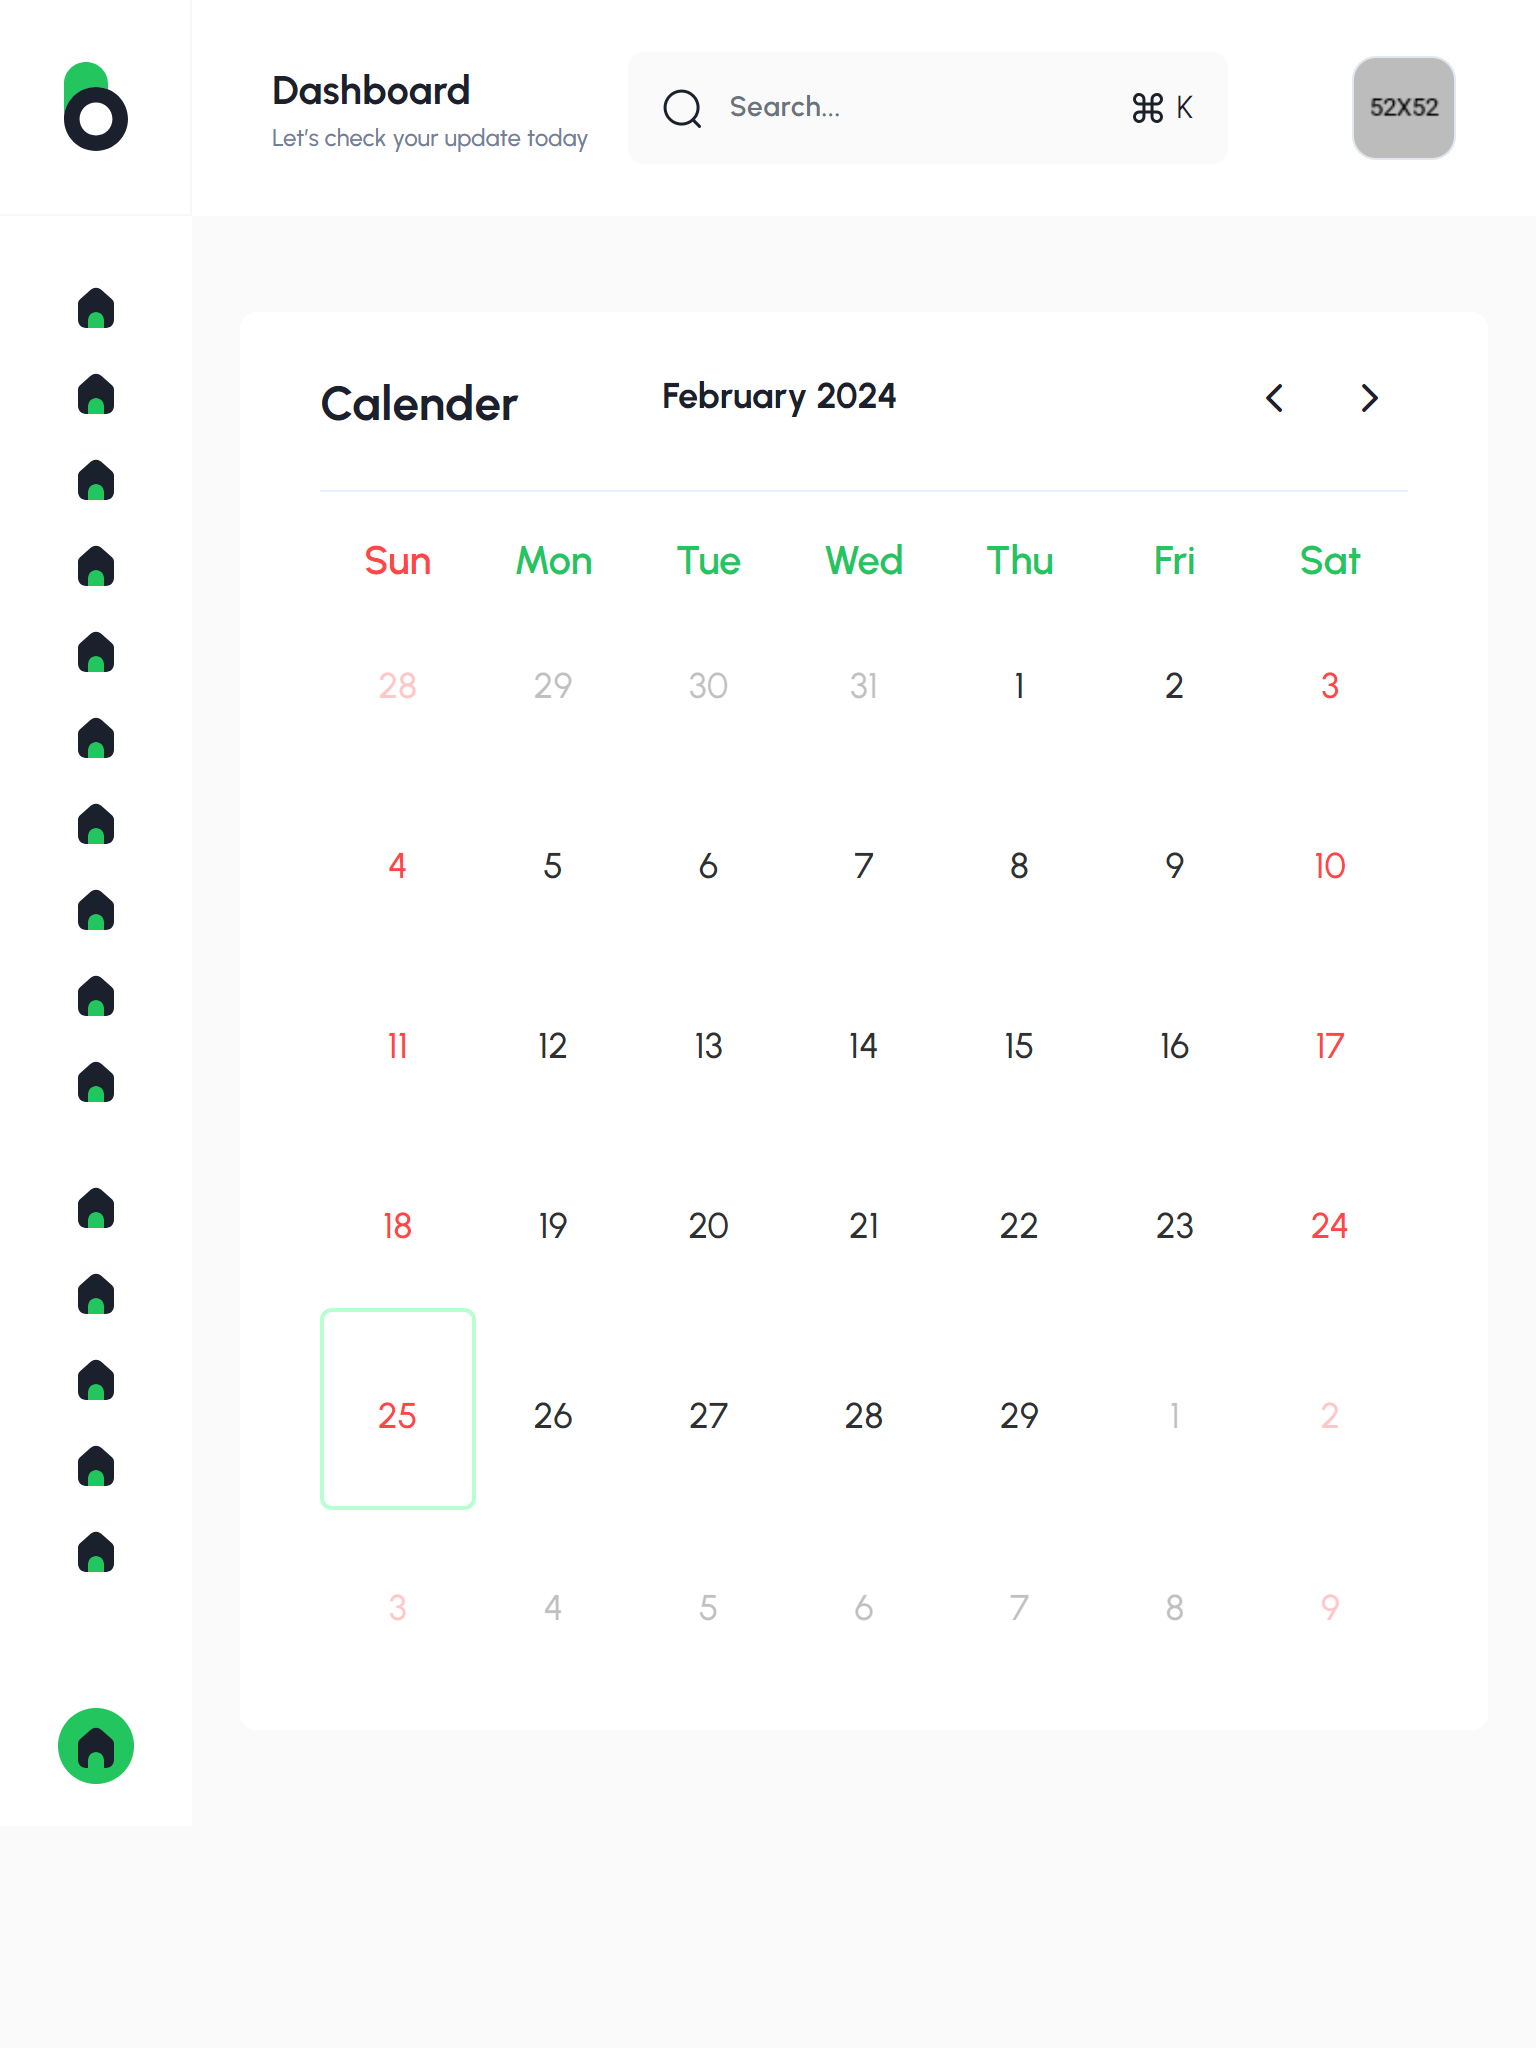 Dashboard
Let's check your update today
Search...
⌘ K
52X52
Calender
February 2024
Sun Mon Tue Wed Thu Fri Sat
28 29 30 31 1 2 3
4 5 6 7 8 9 10
11 12 13 14 15 16 17
18 19 20 21 22 23 24
25 26 27 28 29 1 2
3 4 5 6 7 8 9